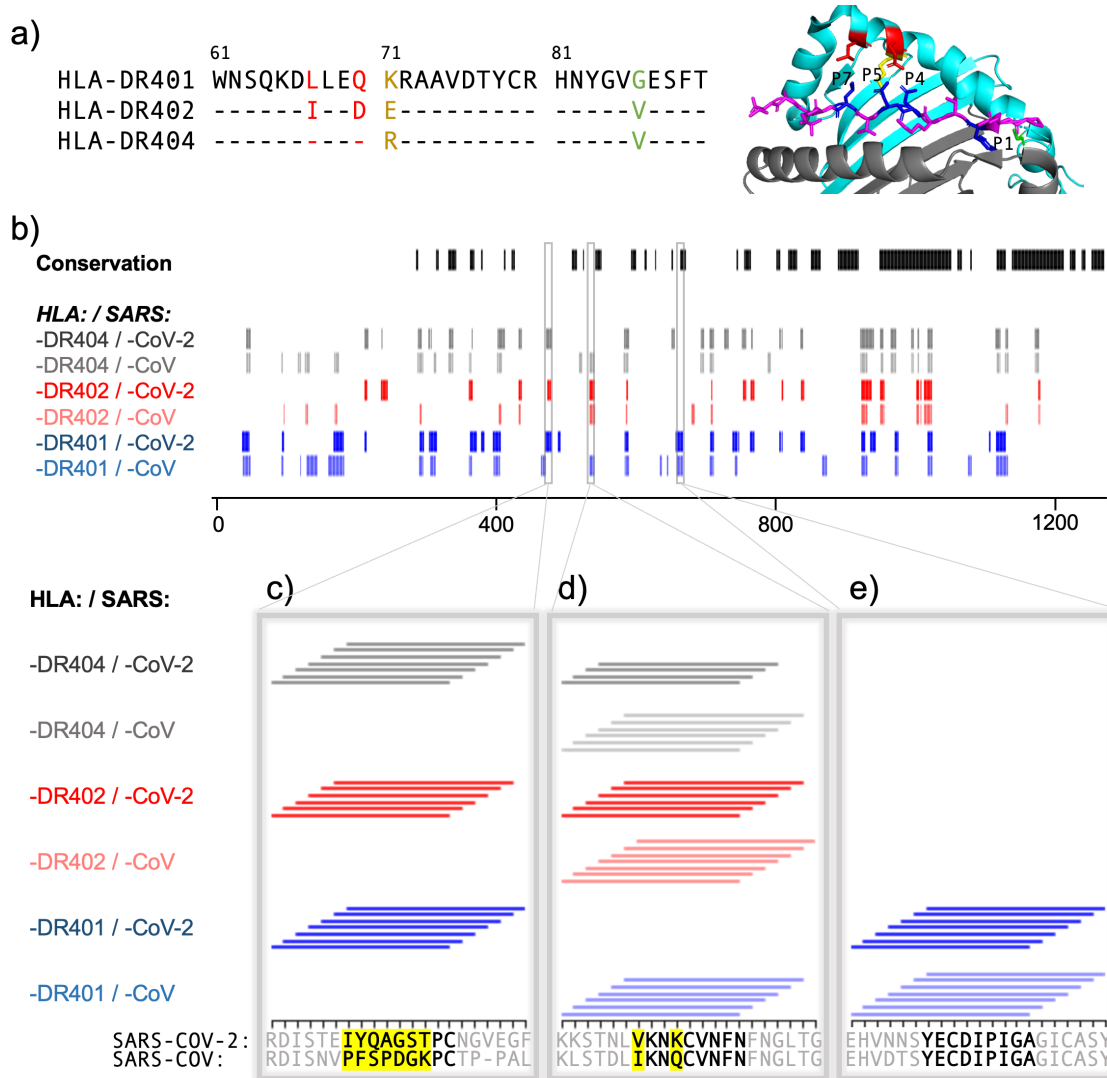 a)
61 71 81
HLA-DR401 WNSQKDLLEQ KRAAVDTYCR HNYGVGESFT
HLA-DR402 ------I--D E--------- -----V----
HLA-DR404 ---------- R--------- -----V----
P7 P5 P4
P1
b)
Conservation
HLA: / SARS:
-DR404 / -CoV-2
-DR404 / -CoV
-DR402 / -CoV-2
-DR402 / -CoV
-DR401 / -CoV-2
-DR401 / -CoV
0 400 800 1200
c) d) e)
HLA: / SARS:
-DR404 / -CoV-2
-DR404 / -CoV
-DR402 / -CoV-2
-DR402 / -CoV
-DR401 / -CoV-2
-DR401 / -CoV
SARS-COV-2: RDISTEIYQAGSTPCNGVEGF KKSTNLVKNKCVNFNFNGLTG EHVNNSYECDIPIGAGICASY
SARS-COV: RDISNVPFSPDGKPCTP-PAL KLSTDLIKNQCVNFNFNGLTG EHVDTSYECDIPIGAGICASY